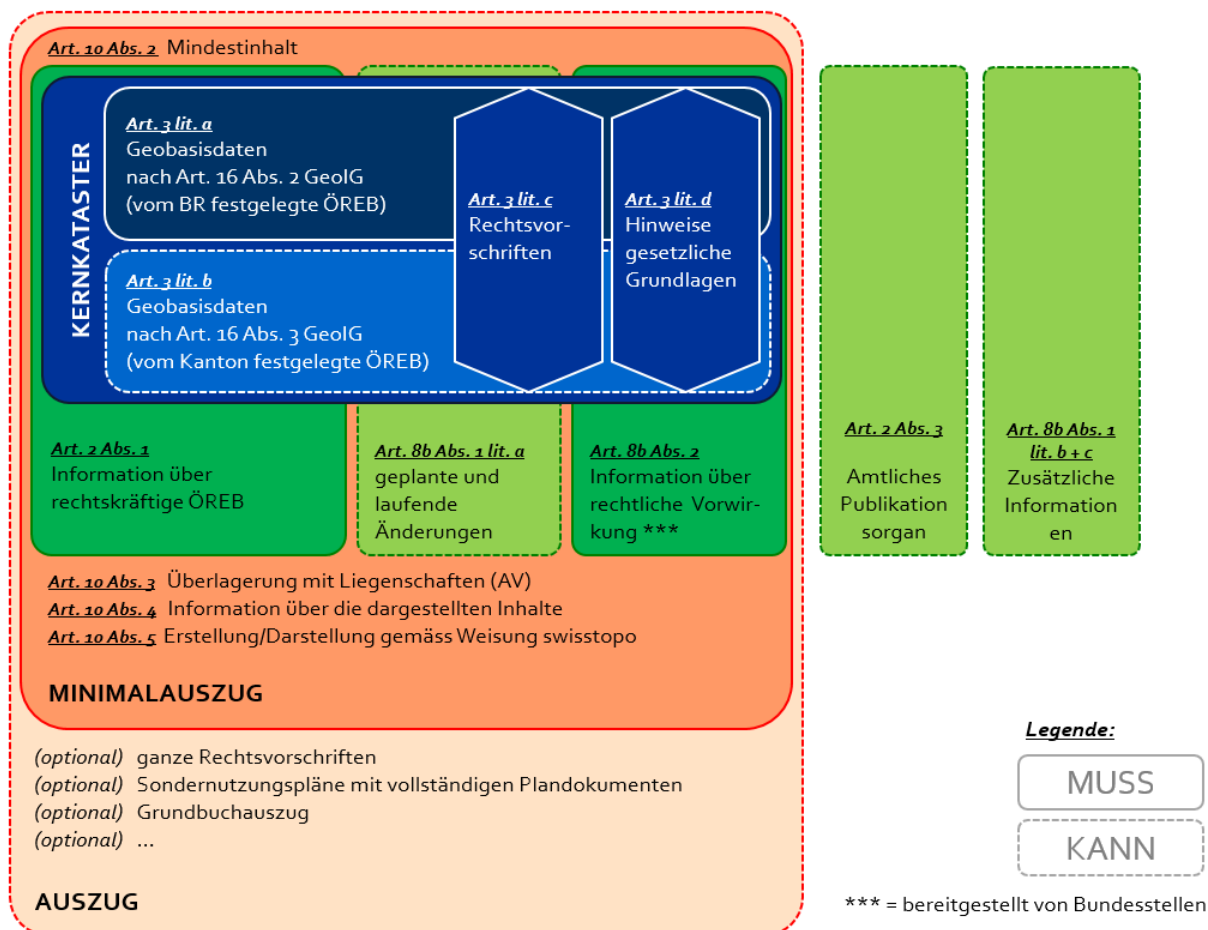 Art. 10 Abs. 2 Mindestinhalt
KERNKATASTER
Art. 3 lit. a
Geobasisdaten
nach Art. 16 Abs. 2 GeoIG
(vom BR festgelegte ÖREB)
Art. 3 lit. b
Geobasisdaten
nach Art. 16 Abs. 3 GeoIG
(vom Kanton festgelegte ÖREB)
Art. 3 lit. c
Rechtsvor-
schriften
Art. 3 lit. d
Hinweise
gesetzliche
Grundlagen
Art. 2 Abs. 1
Information über
rechtskräftige ÖREB
Art. 8b Abs. 1 lit. a
geplante und
laufende
Änderungen
Art. 8b Abs. 2
Information über
rechtliche Vorwir-
kung ***
Art. 2 Abs. 3
Amtliches
Publikation
sorgan
Art. 8b Abs. 1
lit. b + c
Zusätzliche
Information
en
Art. 10 Abs. 3 Überlagerung mit Liegenschaften (AV)
Art. 10 Abs. 4 Information über die dargestellten Inhalte
Art. 10 Abs. 5 Erstellung/Darstellung gemäss Weisung swisstopo
MINIMALAUSZUG
(optional) ganze Rechtsvorschriften
(optional) Sondernutzungspläne mit vollständigen Plandokumenten
(optional) Grundbuchauszug
(optional) ...
AUSZUG
Legende:
MUSS
KANN
*** = bereitgestellt von Bundesstellen